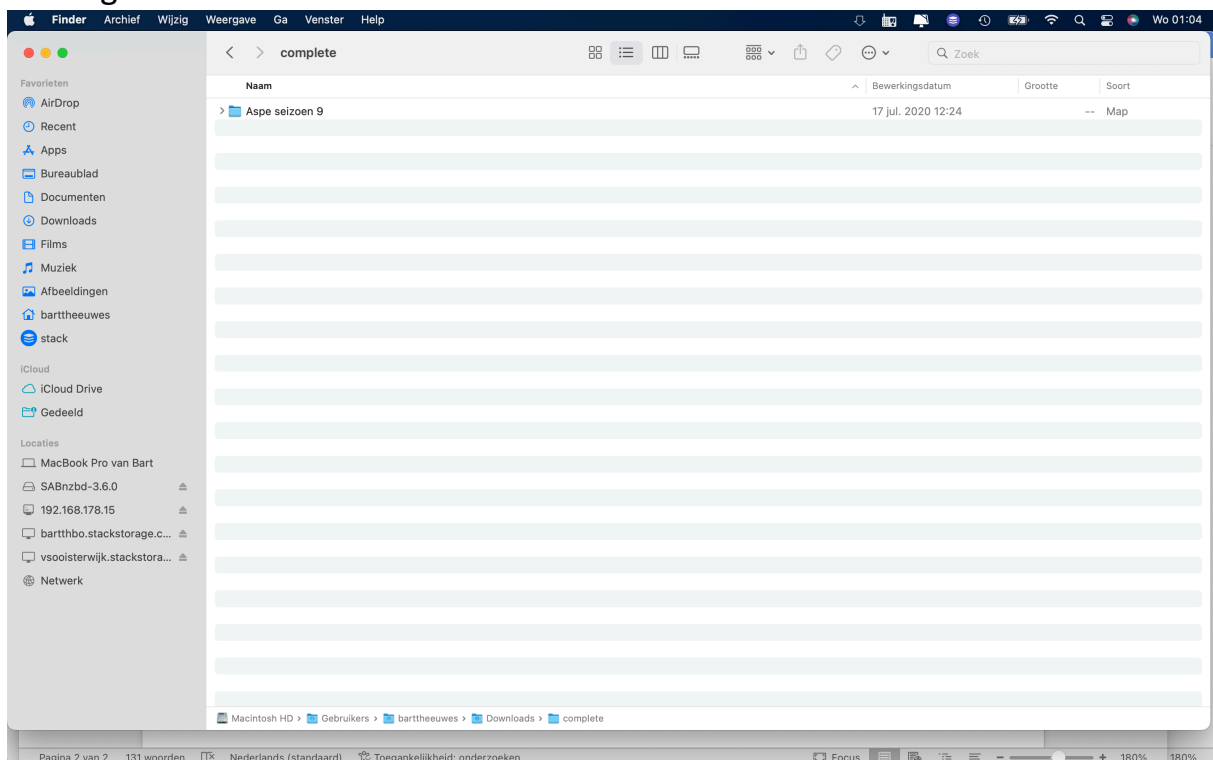 Finder Archief Wijzig Weergave Ga Venster Help Wo 01:04
complete
Zoek
Favorieten
AirDrop
Recent
Apps
Bureaublad
Documenten
Downloads
Films
Muziek
Afbeeldingen
barttheeuwes
stack
iCloud
iCloud Drive
Gedeeld
Locaties
MacBook Pro van Bart
SABnzbd-3.6.0
192.168.178.15
bartthbo.stackstorage.c...
vsooisterwijk.stackstora...
Netwerk
Naam Bewerkingsdatum Grootte Soort
Aspe seizoen 9 17 jul. 2020 12:24 -- Map
Macintosh HD > Gebruikers > barttheeuwes > Downloads > complete
Pagina 2 van 2 131 woorden Nederlands (standaard) Toegankelijkheid: onderzoeken Focus 180% 180%